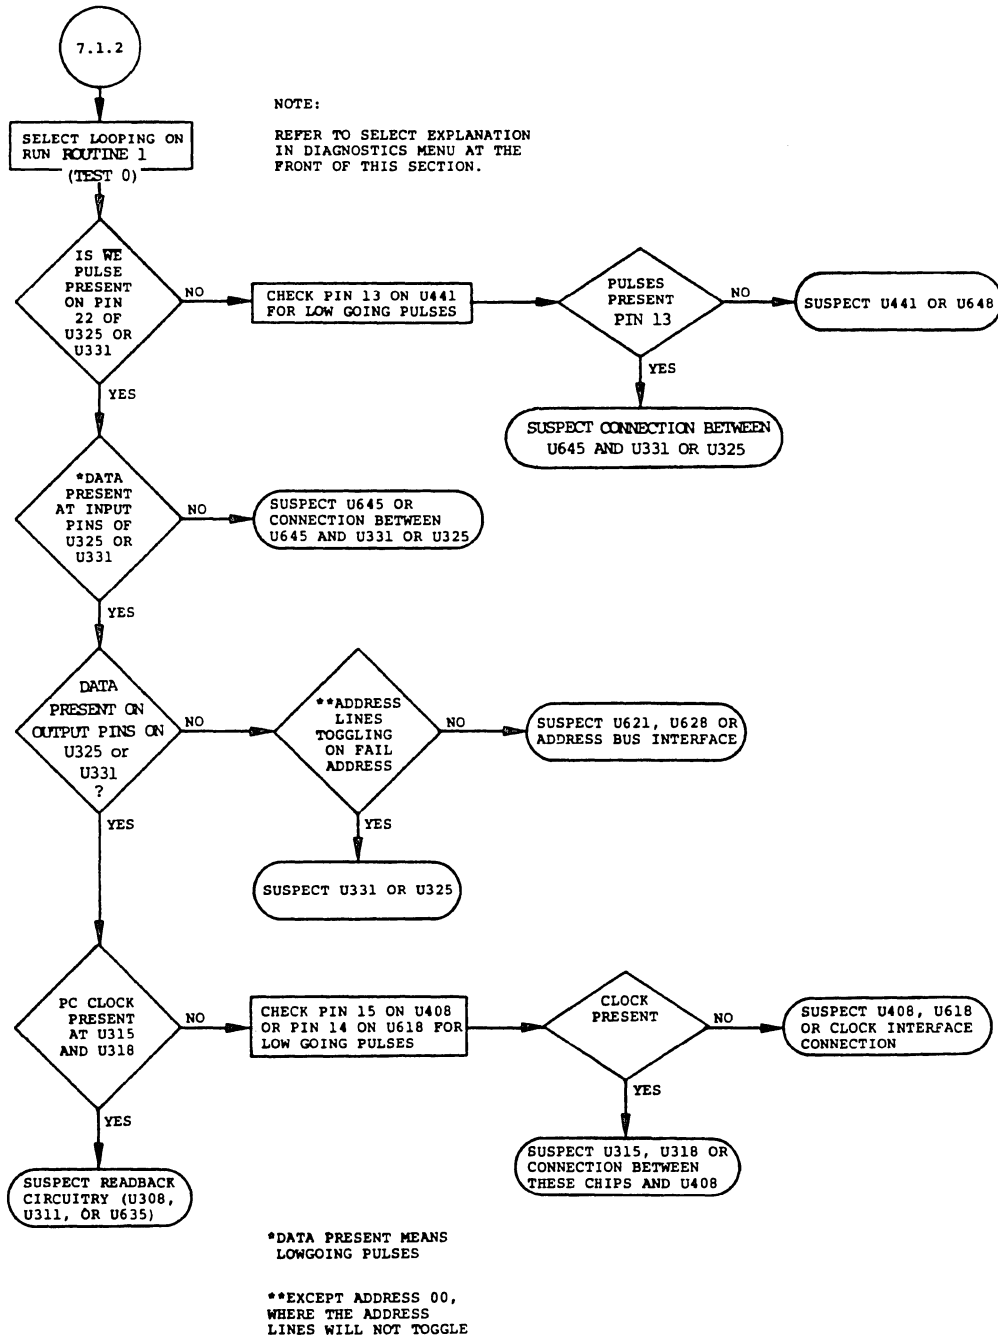 7.1.2
SELECT LOOPING ON
RUN ROUTINE 1
(TEST 0)
NOTE:
REFER TO SELECT EXPLANATION
IN DIAGNOSTICS MENU AT THE
FRONT OF THIS SECTION.
IS W̅E̅
PULSE
PRESENT
ON PIN
22 OF
U325 OR
U331
NO
CHECK PIN 13 ON U441
FOR LOW GOING PULSES
PULSES
PRESENT
PIN 13
NO
SUSPECT U441 OR U648
YES
SUSPECT CONNECTION BETWEEN
U645 AND U331 OR U325
YES
*DATA
PRESENT
AT INPUT
PINS OF
U325 OR
U331
NO
SUSPECT U645 OR
CONNECTION BETWEEN
U645 AND U331 OR U325
YES
DATA
PRESENT ON
OUTPUT PINS ON
U325 or
U331
?
NO
**ADDRESS
LINES
TOGGLING
ON FAIL
ADDRESS
NO
SUSPECT U621, U628 OR
ADDRESS BUS INTERFACE
YES
SUSPECT U331 OR U325
YES
PC CLOCK
PRESENT
AT U315
AND U318
NO
CHECK PIN 15 ON U408
OR PIN 14 ON U618 FOR
LOW GOING PULSES
CLOCK
PRESENT
NO
SUSPECT U408, U618
OR CLOCK INTERFACE
CONNECTION
YES
SUSPECT U315, U318 OR
CONNECTION BETWEEN
THESE CHIPS AND U408
YES
SUSPECT READBACK
CIRCUITRY (U308,
U311, OR U635)
*DATA PRESENT MEANS
LOWGOING PULSES
**EXCEPT ADDRESS 00,
WHERE THE ADDRESS
LINES WILL NOT TOGGLE